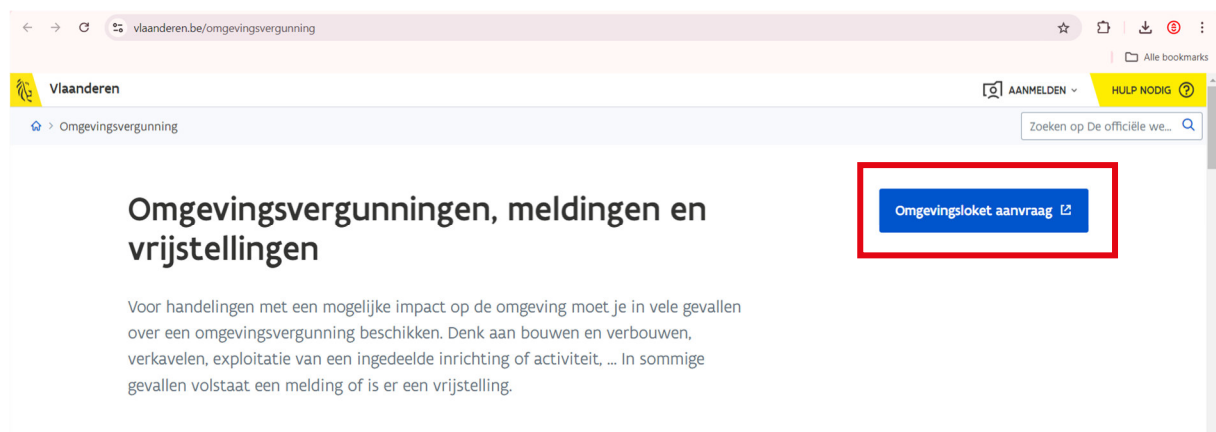 vlaanderen.be/omgevingsvergunning
Alle bookmarks
Vlaanderen
AANMELDEN
HULP NODIG
Omgevingsvergunning
Zoeken op De officiële we...
Omgevingsvergunningen, meldingen en
vrijstellingen
Omgevingsloket aanvraag
Voor handelingen met een mogelijke impact op de omgeving moet je in vele gevallen
over een omgevingsvergunning beschikken. Denk aan bouwen en verbouwen,
verkavelen, exploitatie van een ingedeelde inrichting of activiteit, ... In sommige
gevallen volstaat een melding of is er een vrijstelling.